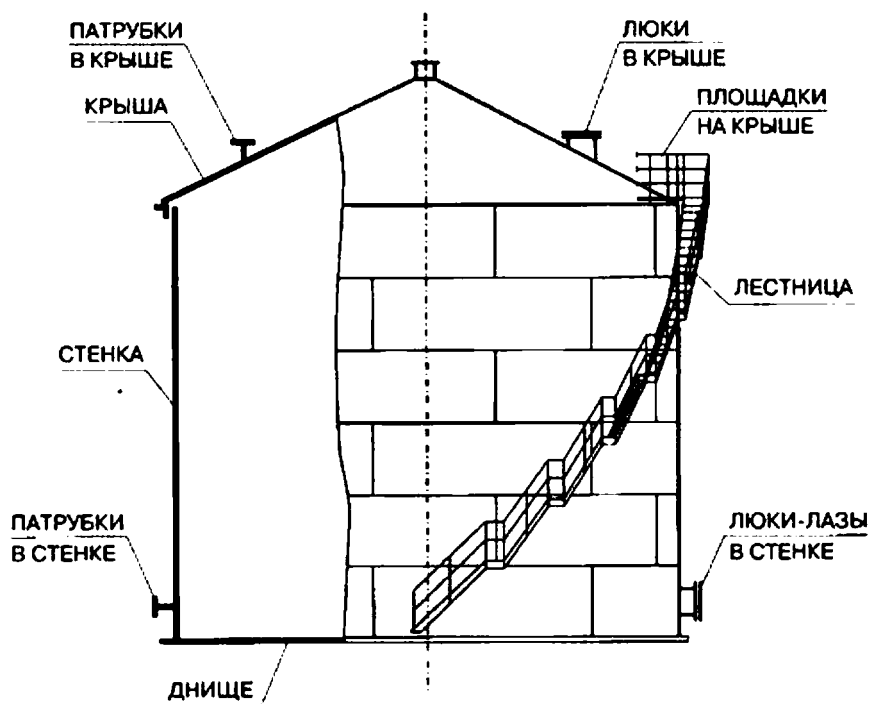 ПАТРУБКИ
В КРЫШЕ
ЛЮКИ
В КРЫШЕ
КРЫША
ПЛОЩАДКИ
НА КРЫШЕ
ЛЕСТНИЦА
СТЕНКА
ПАТРУБКИ
В СТЕНКЕ
ЛЮКИ-ЛАЗЫ
В СТЕНКЕ
ДНИЩЕ